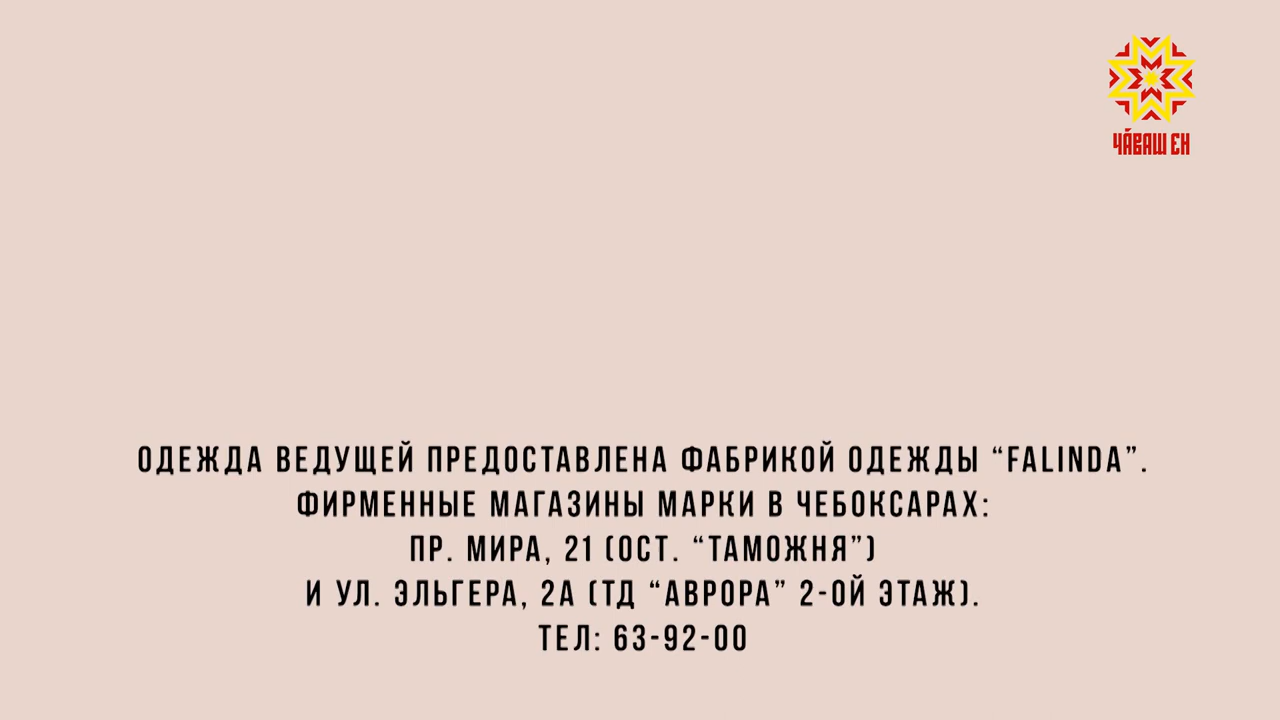 ЧӐВАШ ЕН
ОДЕЖДА ВЕДУЩЕЙ ПРЕДОСТАВЛЕНА ФАБРИКОЙ ОДЕЖДЫ “FALINDA”.
ФИРМЕННЫЕ МАГАЗИНЫ МАРКИ В ЧЕБОКСАРАХ:
ПР. МИРА, 21 (ОСТ. “ТАМОЖНЯ”)
И УЛ. ЭЛЬГЕРА, 2А (ТД “АВРОРА” 2-ОЙ ЭТАЖ).
ТЕЛ: 63-92-00